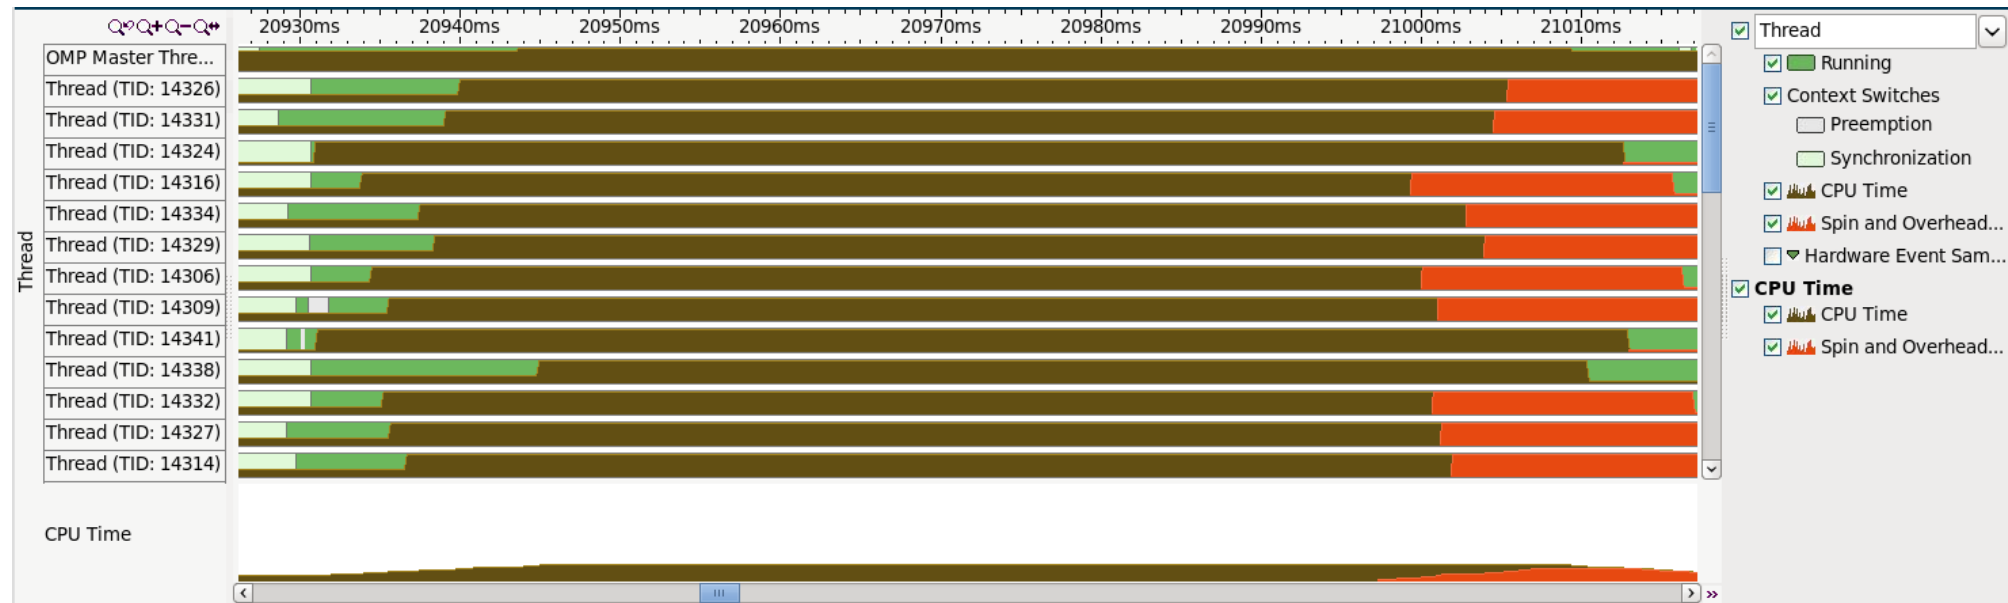 20930ms 20940ms 20950ms 20960ms 20970ms 20980ms 20990ms 21000ms 21010ms
OMP Master Thre...
Thread (TID: 14326)
Thread (TID: 14331)
Thread (TID: 14324)
Thread (TID: 14316)
Thread (TID: 14334)
Thread (TID: 14329)
Thread (TID: 14306)
Thread (TID: 14309)
Thread (TID: 14341)
Thread (TID: 14338)
Thread (TID: 14332)
Thread (TID: 14327)
Thread (TID: 14314)
Thread
CPU Time
Thread
Running
Context Switches
Preemption
Synchronization
CPU Time
Spin and Overhead...
Hardware Event Sam...
CPU Time
CPU Time
Spin and Overhead...